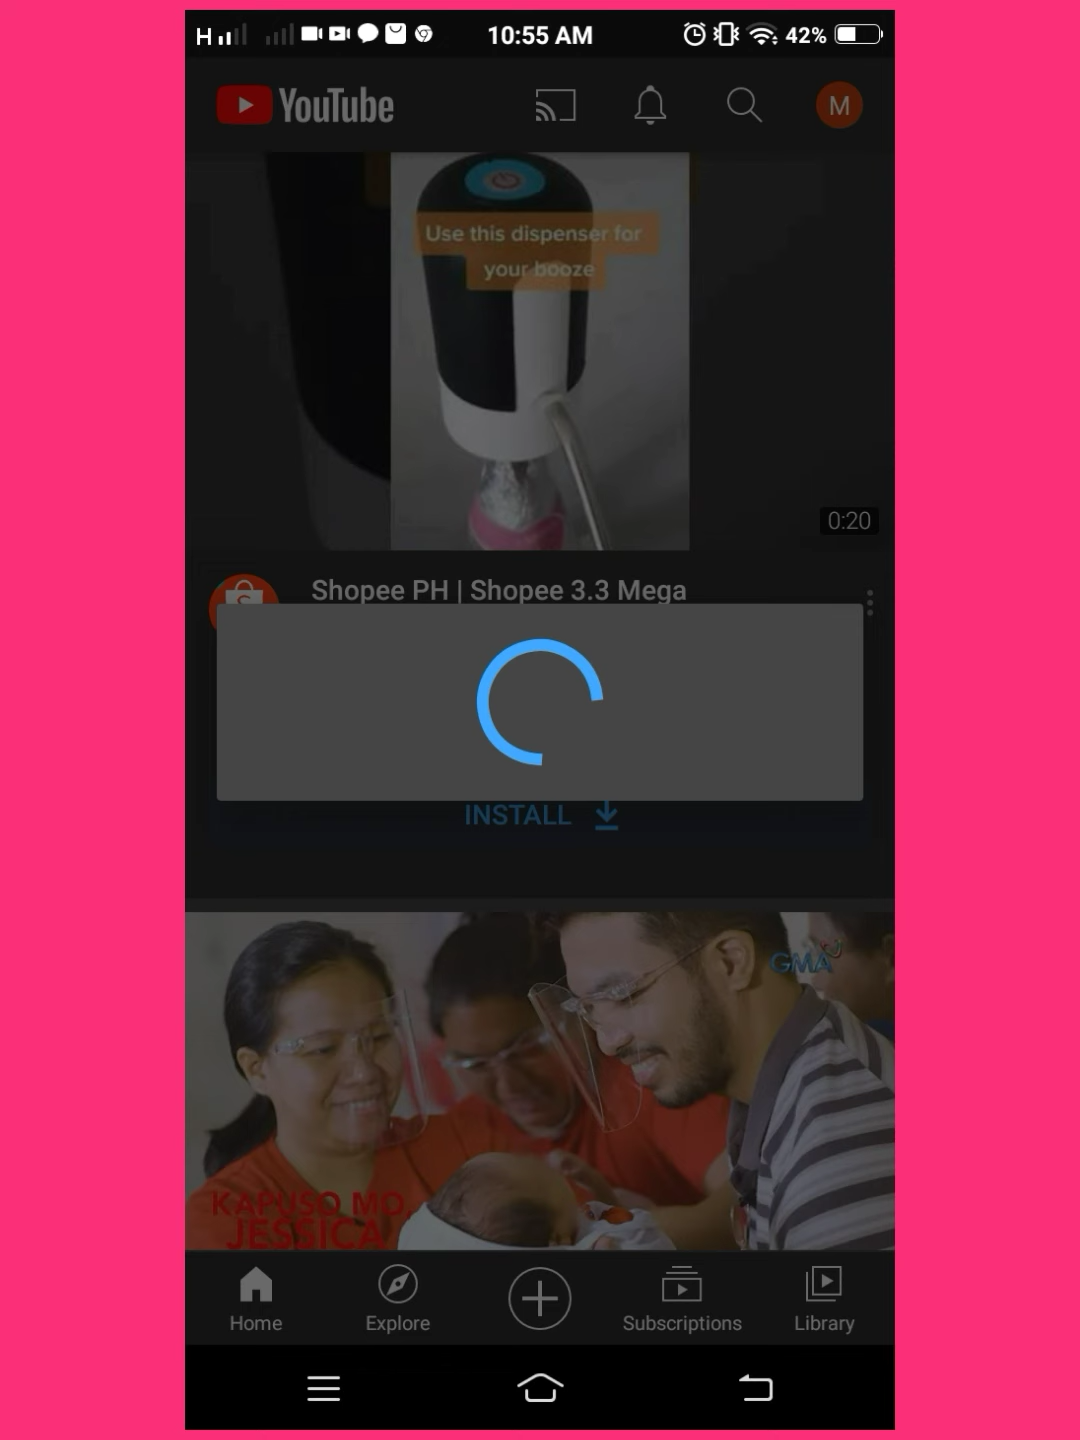 H 10:55 AM 42%
YouTube M
Use this dispenser for
your booze
0:20
Shopee PH | Shopee 3.3 Mega
INSTALL
GMA
KAPUSO MO,
JESSICA
Home Explore Subscriptions Library